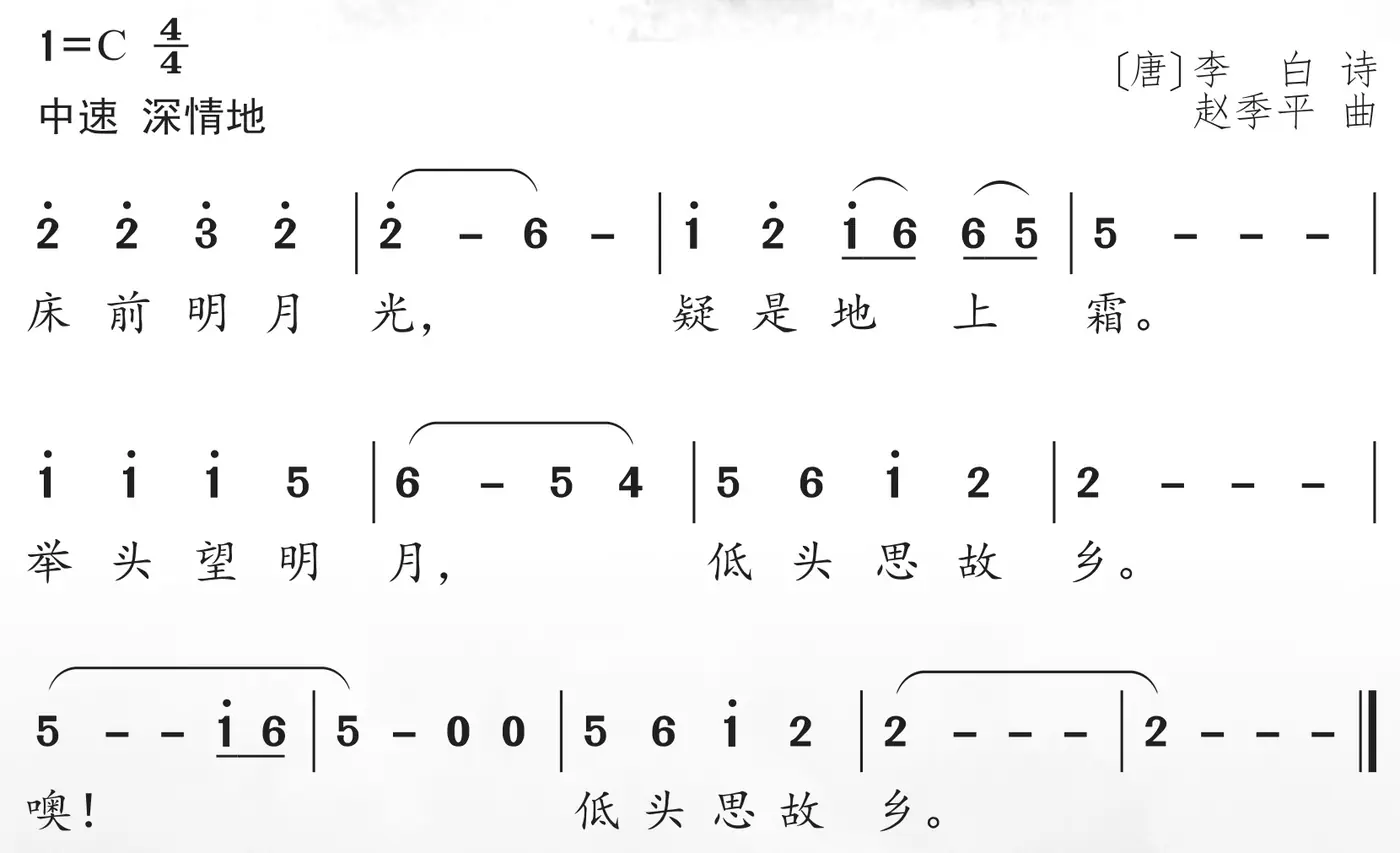 1=C 4/4
〔唐〕李 白 诗
中速 深情地
赵季平 曲
2̇ 2̇ 3̇ 2̇ | 2̇ - 6 - | 1̇ 2̇ 1̇ 6 6 5 | 5 - - - |
床 前 明 月 光， 疑 是 地 上 霜。
1̇ 1̇ 1̇ 5 | 6 - 5 4 | 5 6 1̇ 2 | 2 - - - |
举 头 望 明 月， 低 头 思 故 乡。
5 - - 1̇ 6 | 5 - 0 0 | 5 6 1̇ 2 | 2 - - - | 2 - - - ‖
噢！ 低 头 思 故 乡。